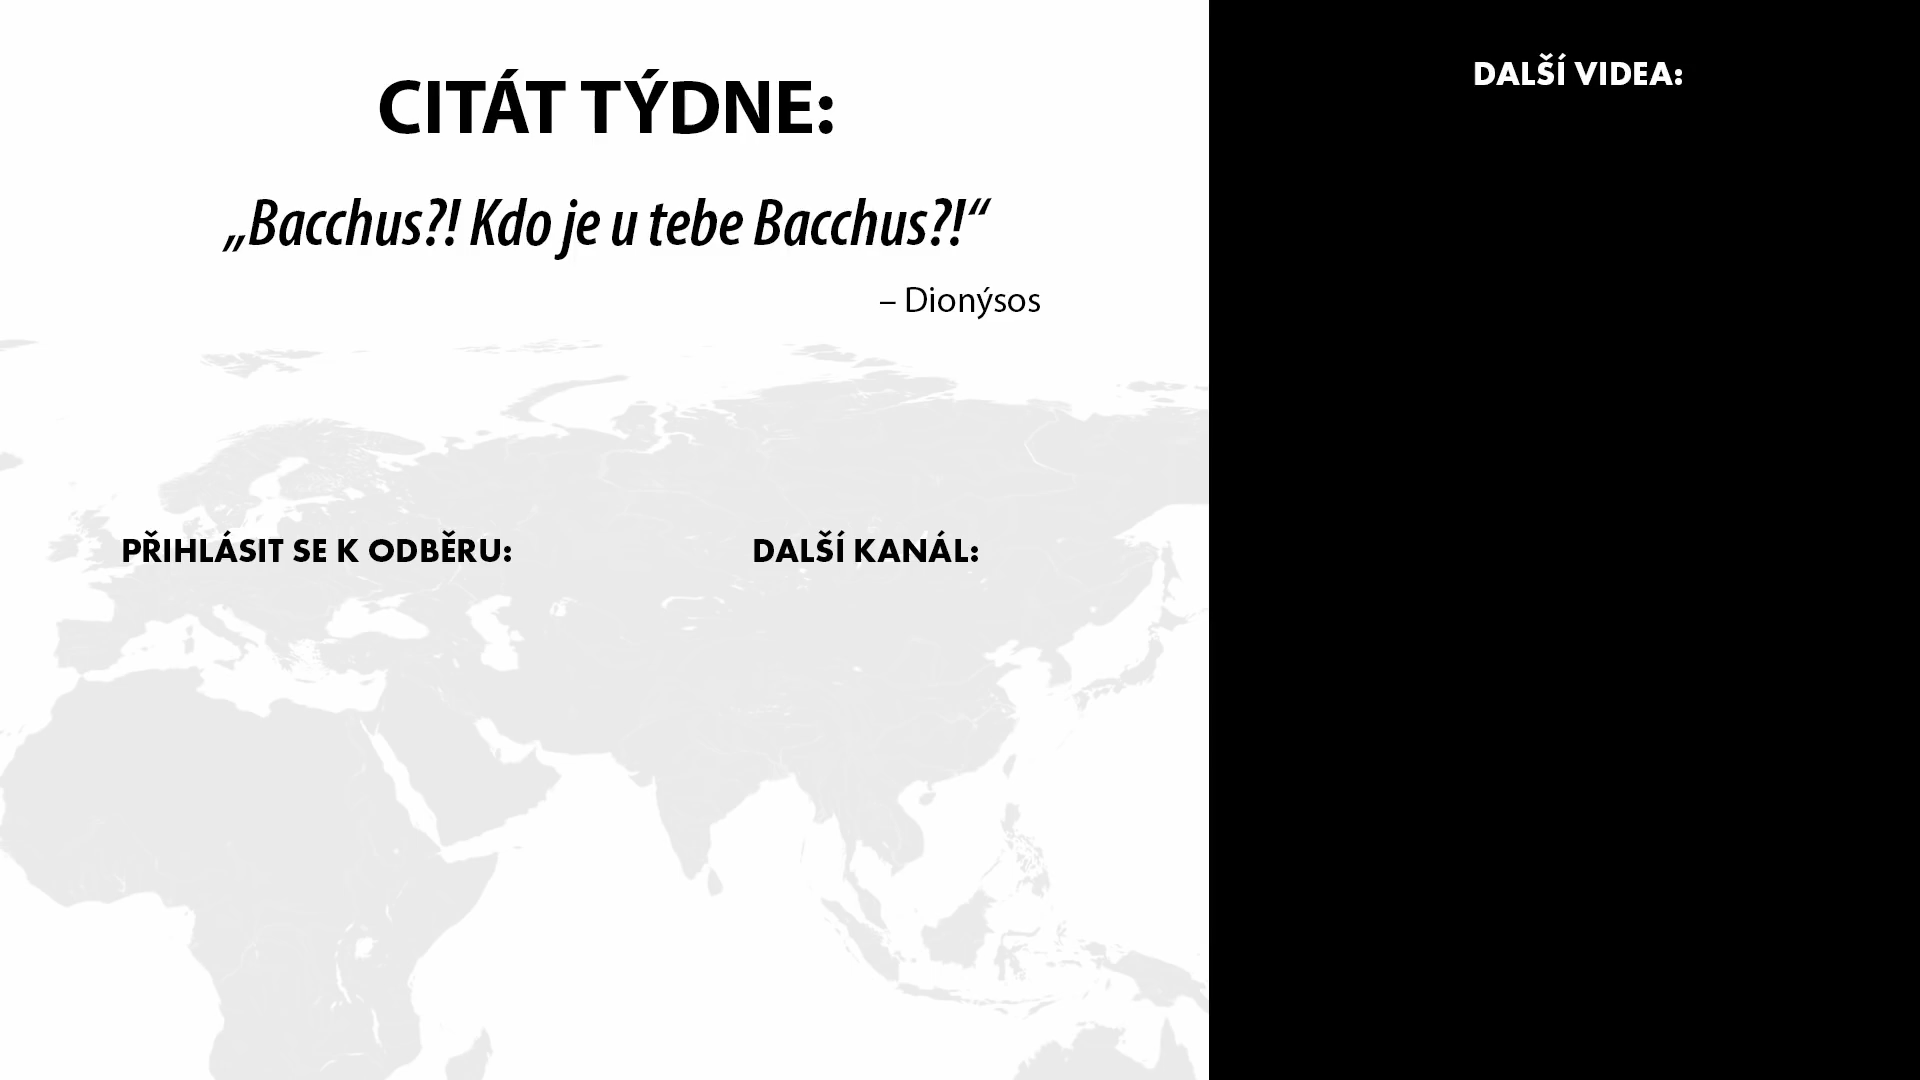 CITÁT TÝDNE:
„Bacchus?! Kdo je u tebe Bacchus?!“
– Dionýsos
PŘIHLÁSIT SE K ODBĚRU:
DALŠÍ KANÁL:
DALŠÍ VIDEA: